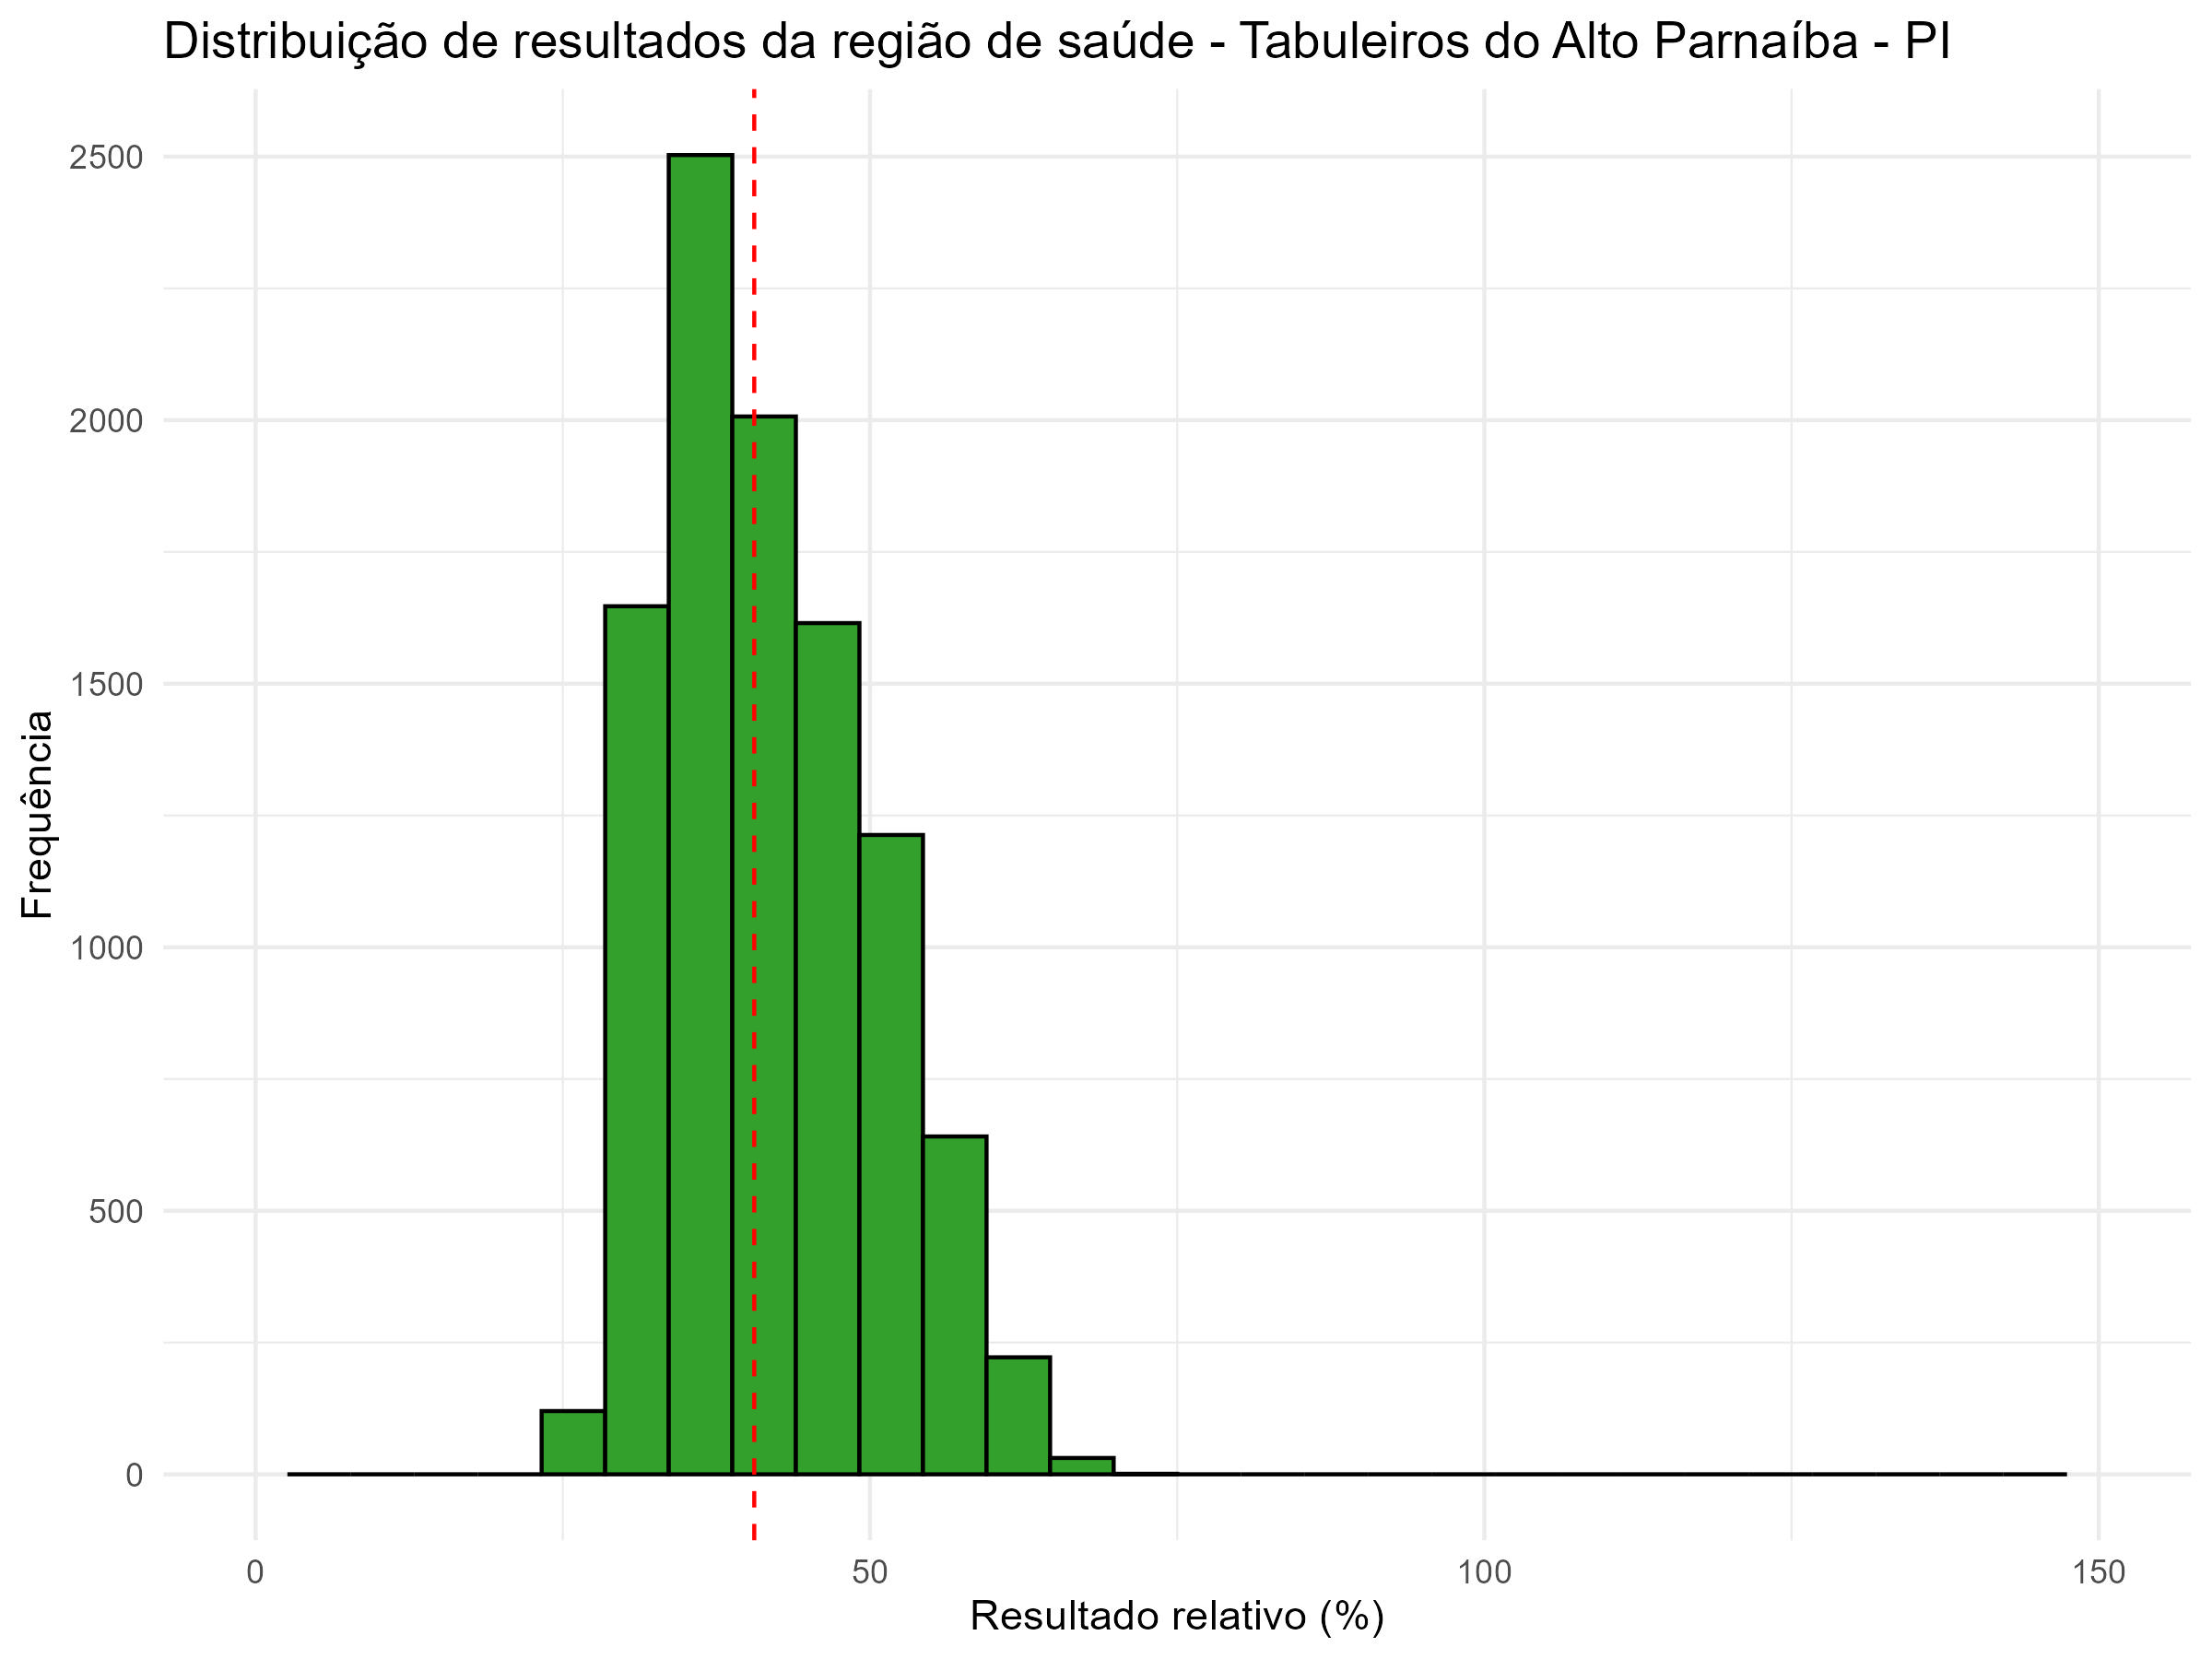 Distribuição de resultados da região de saúde - Tabuleiros do Alto Parnaíba - PI
Frequência
2500
2000
1500
1000
500
0
0 50 100 150
Resultado relativo (%)